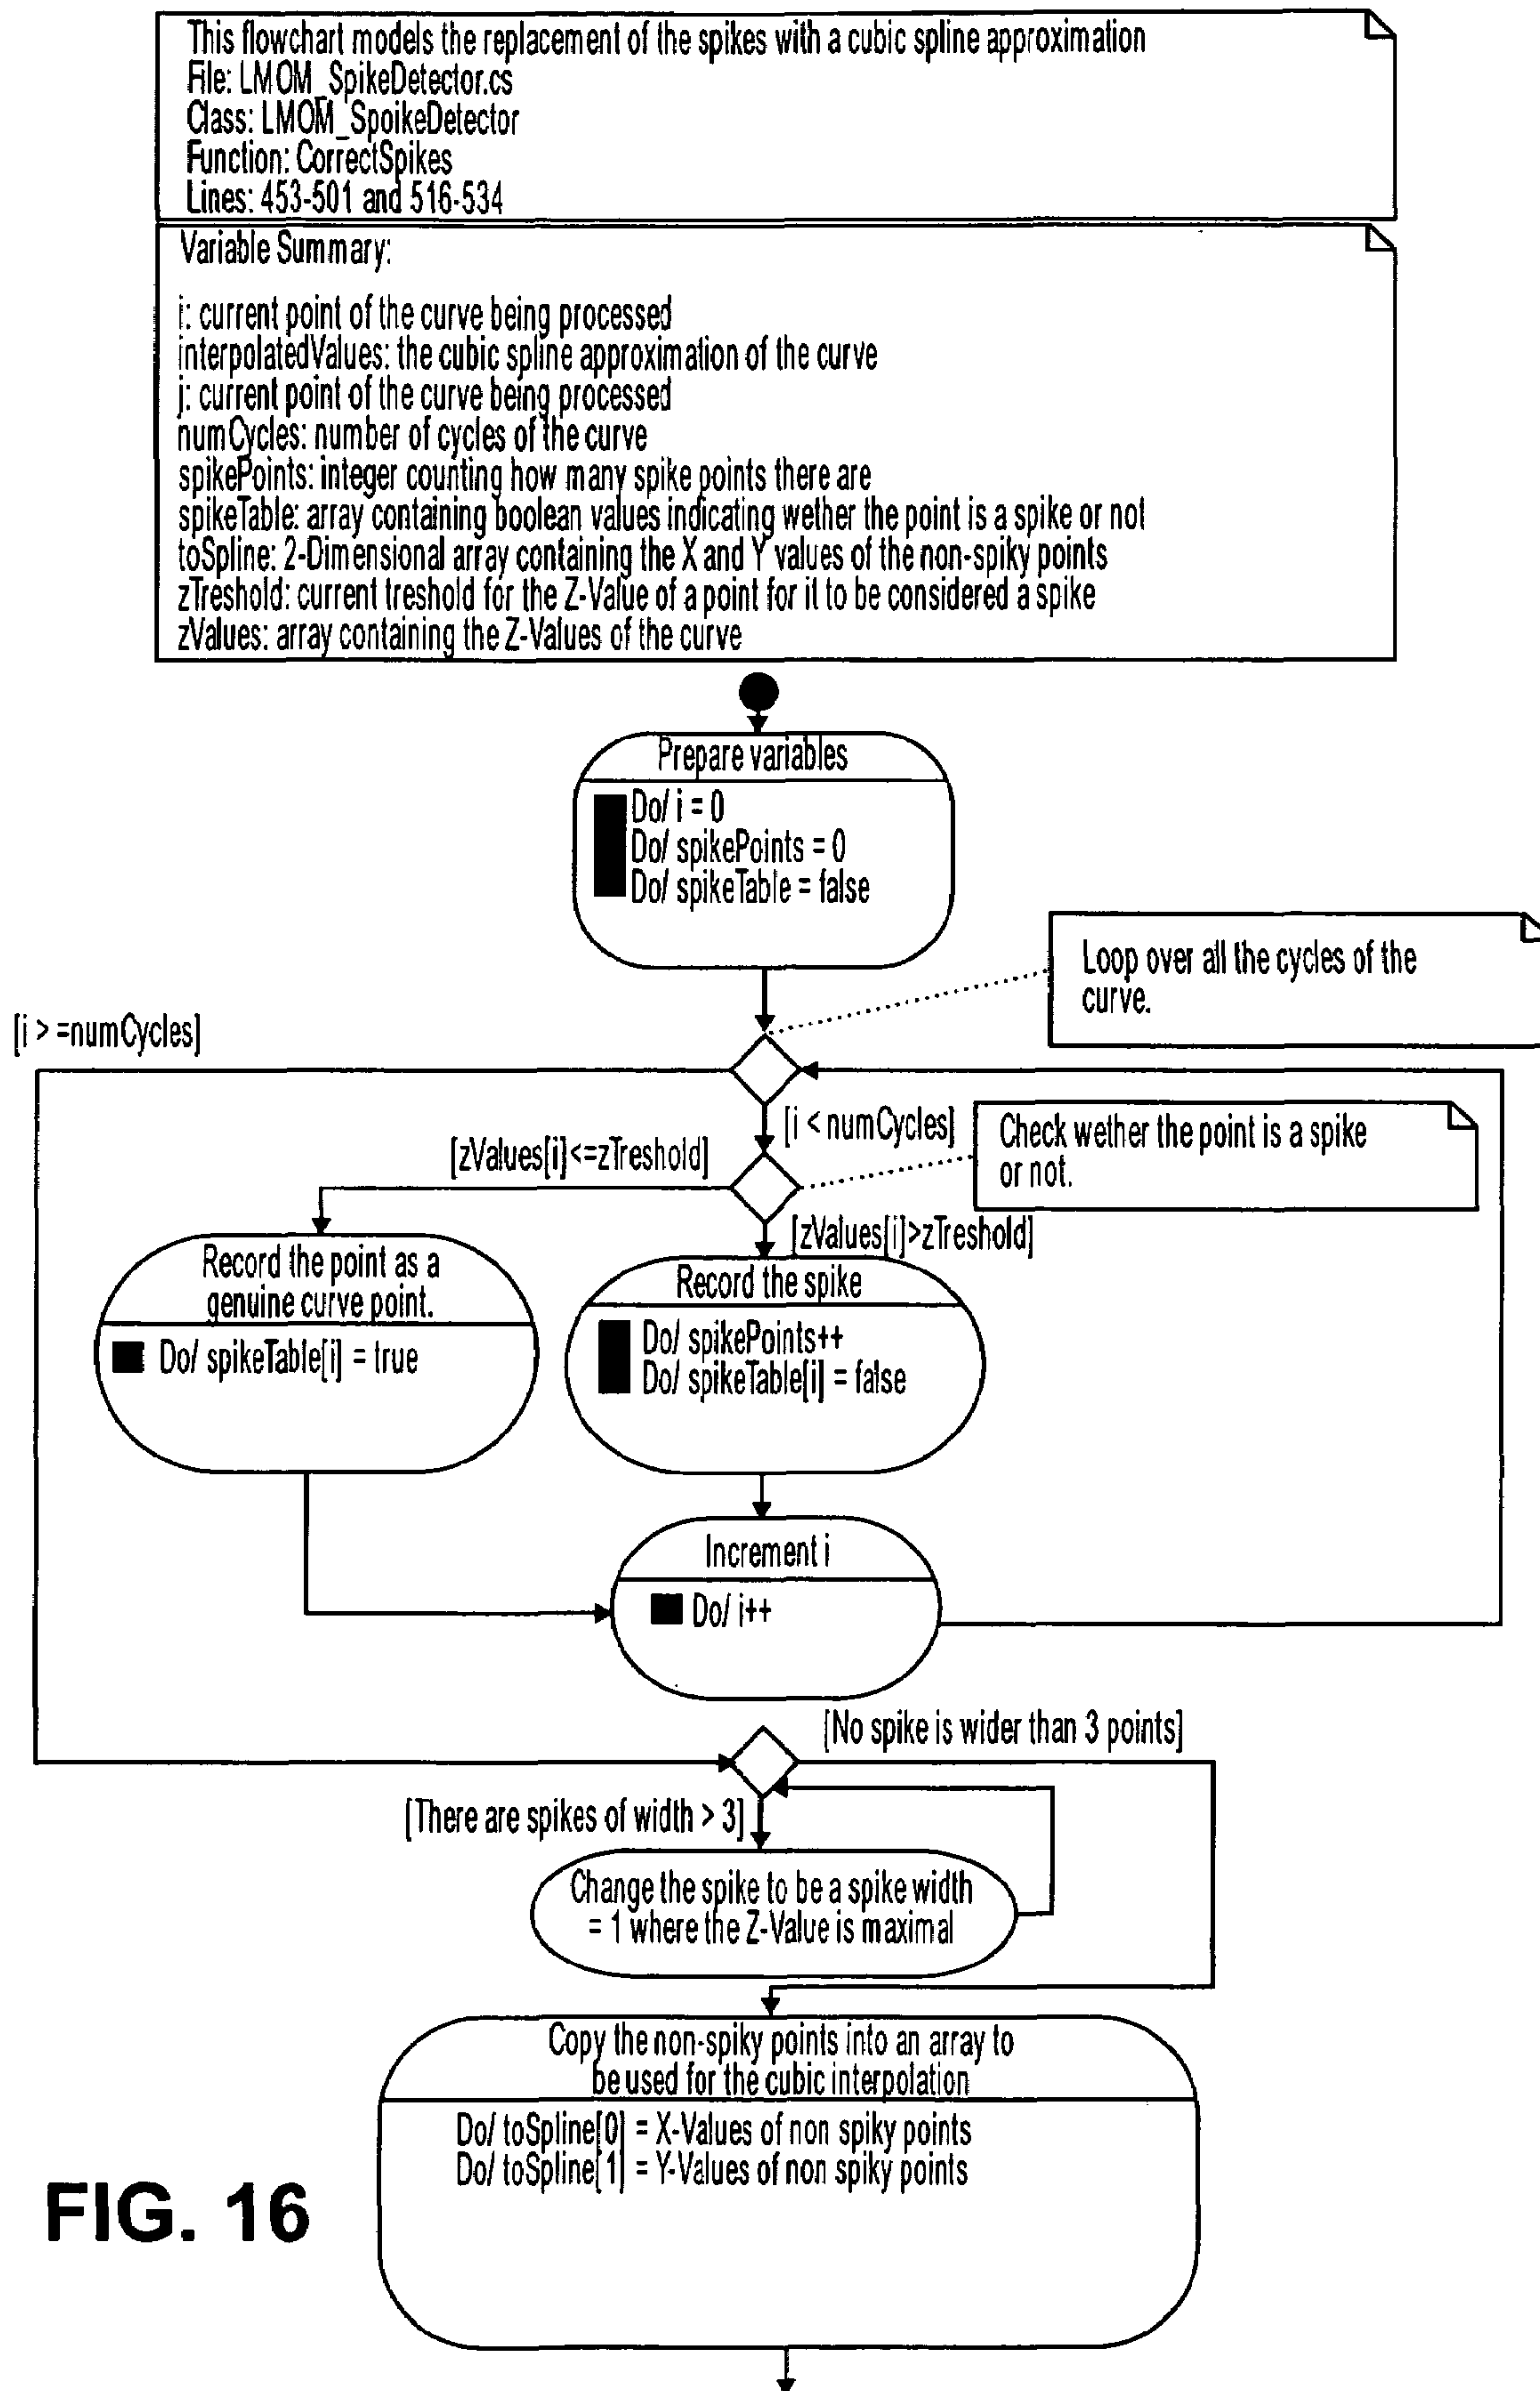 This flowchart models the replacement of the spikes with a cubic spline approximation
File: LMOM_SpikeDetector.cs
Class: LMOM_SpoikeDetector
Function: CorrectSpikes
Lines: 453-501 and 516-534
Variable Summary:
i: current point of the curve being processed
interpolatedValues: the cubic spline approximation of the curve
j: current point of the curve being processed
numCycles: number of cycles of the curve
spikePoints: integer counting how many spike points there are
spikeTable: array containing boolean values indicating wether the point is a spike or not
toSpline: 2-Dimensional array containing the X and Y values of the non-spiky points
zTreshold: current treshold for the Z-Value of a point for it to be considered a spike
zValues: array containing the Z-Values of the curve
Prepare variables
Do/ i = 0
Do/ spikePoints = 0
Do/ spikeTable = false
Loop over all the cycles of the
curve.
[i > =numCycles]
[i < numCycles]
Check wether the point is a spike
or not.
[zValues[i]<=zTreshold]
[zValues[i]>zTreshold]
Record the point as a
genuine curve point.
Do/ spikeTable[i] = true
Record the spike
Do/ spikePoints++
Do/ spikeTable[i] = false
Increment i
Do/ i++
[No spike is wider than 3 points]
[There are spikes of width > 3]
Change the spike to be a spike width
= 1 where the Z-Value is maximal
Copy the non-spiky points into an array to
be used for the cubic interpolation
Do/ toSpline[0] = X-Values of non spiky points
Do/ toSpline[1] = Y-Values of non spiky points
FIG. 16